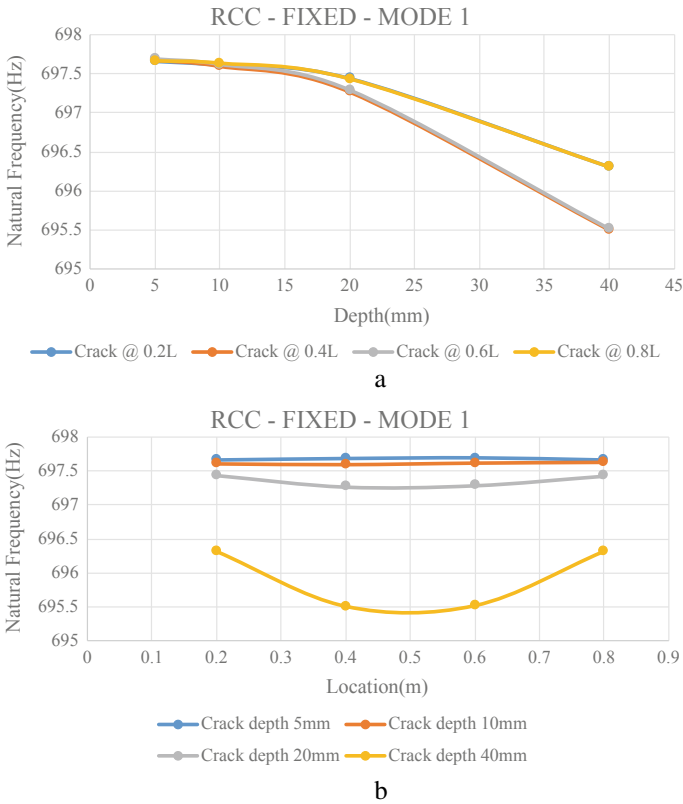 RCC - FIXED - MODE 1
698
697.5
697
696.5
696
695.5
695
Natural Frequency(Hz)
0 5 10 15 20 25 30 35 40 45
Depth(mm)
Crack @ 0.2L Crack @ 0.4L Crack @ 0.6L Crack @ 0.8L
a
RCC - FIXED - MODE 1
698
697.5
697
696.5
696
695.5
695
Natural Frequency(Hz)
0 0.1 0.2 0.3 0.4 0.5 0.6 0.7 0.8 0.9
Location(m)
Crack depth 5mm Crack depth 10mm
Crack depth 20mm Crack depth 40mm
b